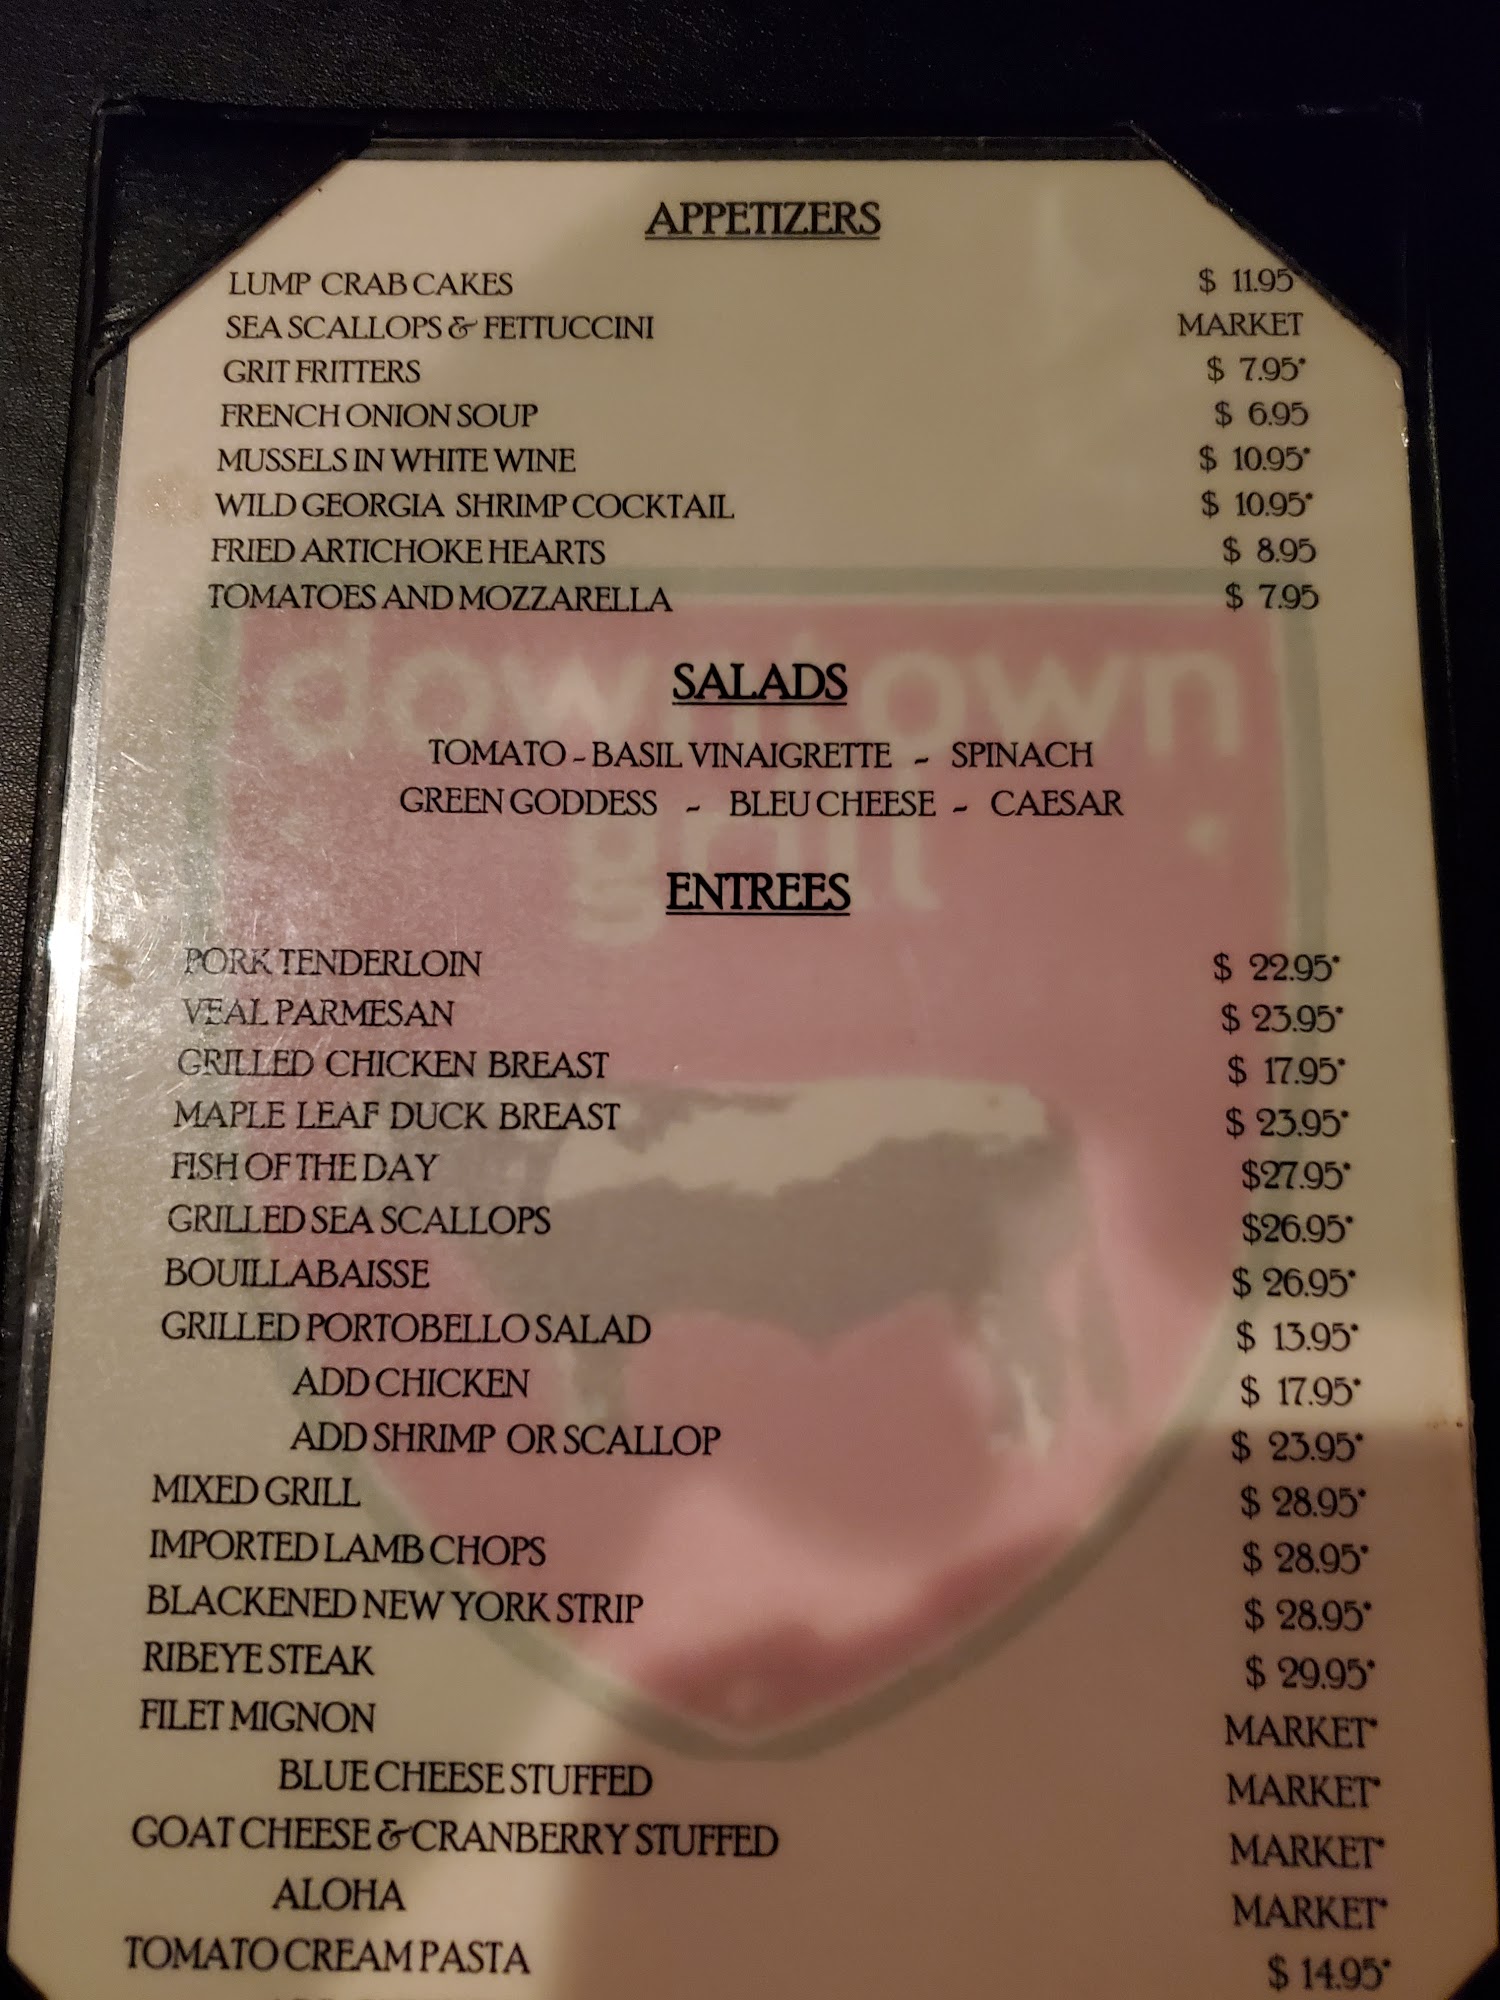 APPETIZERS
LUMP CRAB CAKES $ 11.95*
SEA SCALLOPS & FETTUCCINI MARKET
GRIT FRITTERS $ 7.95*
FRENCH ONION SOUP $ 6.95
MUSSELS IN WHITE WINE $ 10.95*
WILD GEORGIA SHRIMP COCKTAIL $ 10.95*
FRIED ARTICHOKE HEARTS $ 8.95
TOMATOES AND MOZZARELLA $ 7.95
downtown
SALADS
TOMATO - BASIL VINAIGRETTE ~ SPINACH
GREEN GODDESS ~ BLEU CHEESE ~ CAESAR
grill
ENTREES
PORK TENDERLOIN $ 22.95*
VEAL PARMESAN $ 23.95*
GRILLED CHICKEN BREAST $ 17.95*
MAPLE LEAF DUCK BREAST $ 23.95*
FISH OF THE DAY $27.95*
GRILLED SEA SCALLOPS $26.95*
BOUILLABAISSE $ 26.95*
GRILLED PORTOBELLO SALAD $ 13.95*
ADD CHICKEN $ 17.95*
ADD SHRIMP OR SCALLOP $ 23.95*
MIXED GRILL $ 28.95*
IMPORTED LAMB CHOPS $ 28.95*
BLACKENED NEW YORK STRIP $ 28.95*
RIBEYE STEAK $ 29.95*
FILET MIGNON MARKET*
BLUE CHEESE STUFFED MARKET*
GOAT CHEESE & CRANBERRY STUFFED MARKET*
ALOHA MARKET*
TOMATO CREAM PASTA $ 14.95*